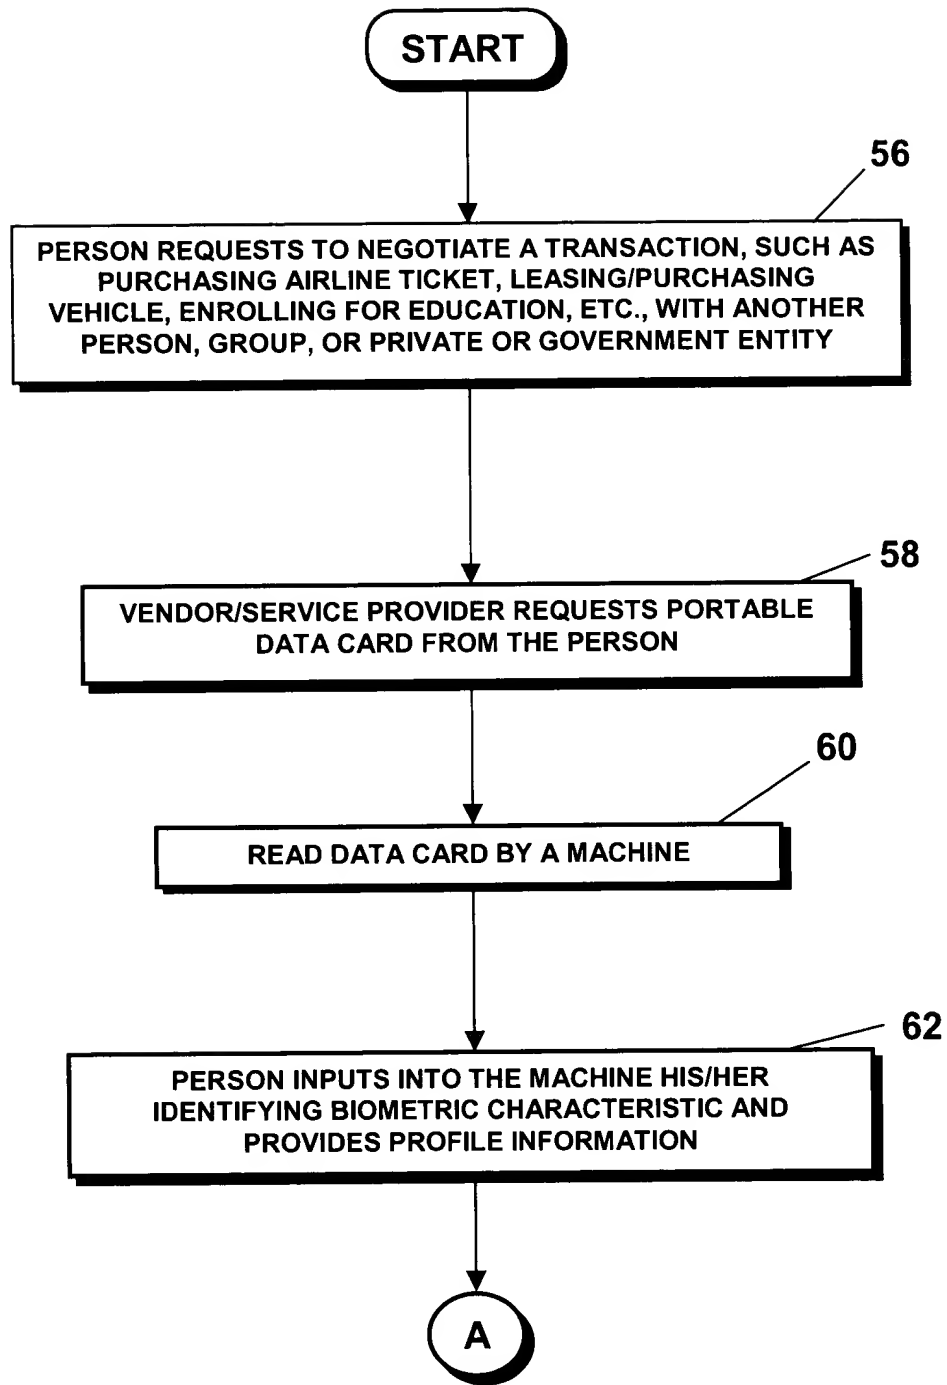 START
56
PERSON REQUESTS TO NEGOTIATE A TRANSACTION, SUCH AS
PURCHASING AIRLINE TICKET, LEASING/PURCHASING
VEHICLE, ENROLLING FOR EDUCATION, ETC., WITH ANOTHER
PERSON, GROUP, OR PRIVATE OR GOVERNMENT ENTITY
58
VENDOR/SERVICE PROVIDER REQUESTS PORTABLE
DATA CARD FROM THE PERSON
60
READ DATA CARD BY A MACHINE
62
PERSON INPUTS INTO THE MACHINE HIS/HER
IDENTIFYING BIOMETRIC CHARACTERISTIC AND
PROVIDES PROFILE INFORMATION
A